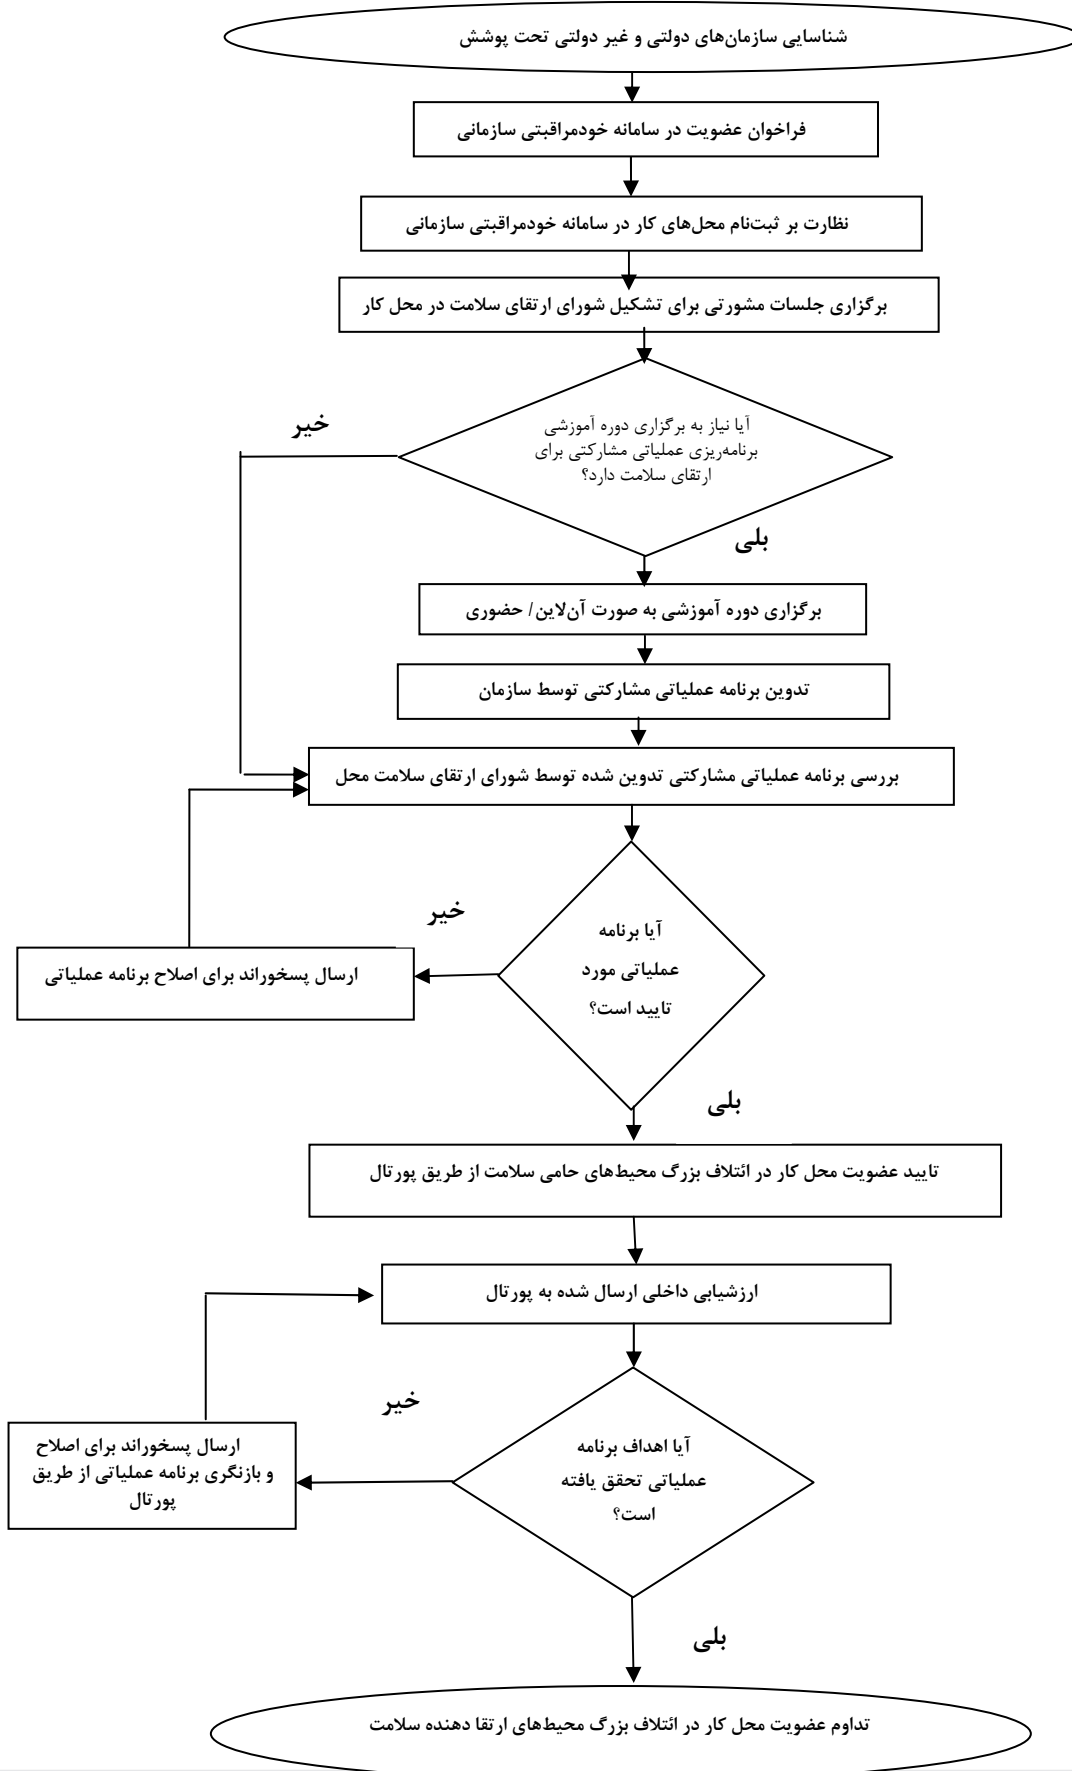 شناسایی سازمان‌های دولتی و غیر دولتی تحت پوشش
فراخوان عضویت در سامانه خودمراقبتی سازمانی
نظارت بر ثبت‌نام محل‌های کار در سامانه خودمراقبتی سازمانی
برگزاری جلسات مشورتی برای تشکیل شورای ارتقای سلامت در محل کار
آیا نیاز به برگزاری دوره آموزشی
برنامه‌ریزی عملیاتی مشارکتی برای
ارتقای سلامت دارد؟
خیر
بلی
برگزاری دوره آموزشی به صورت آن‌لاین/ حضوری
تدوین برنامه عملیاتی مشارکتی توسط سازمان
بررسی برنامه عملیاتی مشارکتی تدوین شده توسط شورای ارتقای سلامت محل
آیا برنامه
عملیاتی مورد
تایید است؟
خیر
ارسال پسخوراند برای اصلاح برنامه عملیاتی
بلی
تایید عضویت محل کار در ائتلاف بزرگ محیط‌های حامی سلامت از طریق پورتال
ارزشیابی داخلی ارسال شده به پورتال
آیا اهداف برنامه
عملیاتی تحقق یافته
است؟
خیر
ارسال پسخوراند برای اصلاح
و بازنگری برنامه عملیاتی از طریق
پورتال
بلی
تداوم عضویت محل کار در ائتلاف بزرگ محیط‌های ارتقا دهنده سلامت